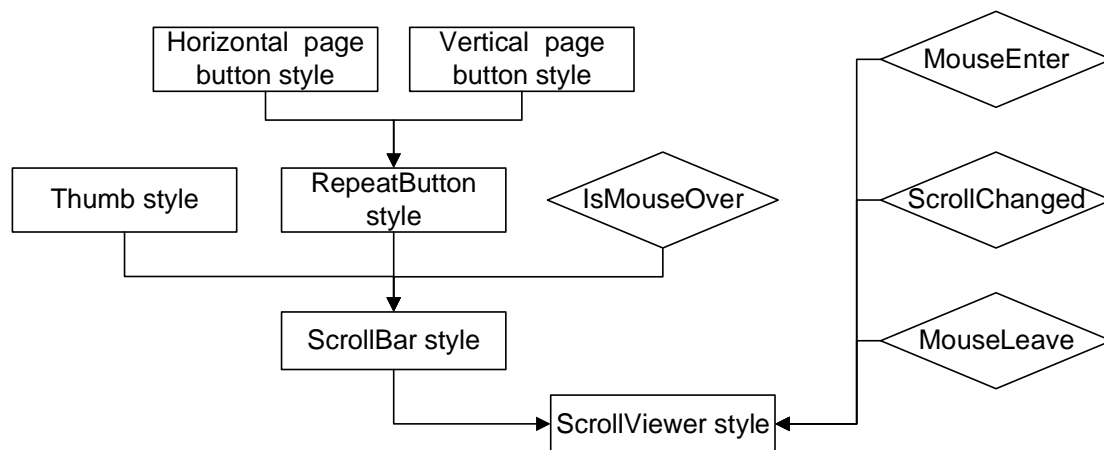 Horizontal page
button style
Vertical page
button style
MouseEnter
Thumb style
RepeatButton
style
IsMouseOver
ScrollChanged
ScrollBar style
MouseLeave
ScrollViewer style